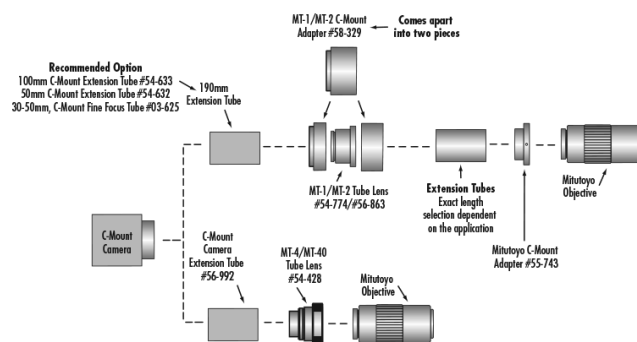 MT-1/MT-2 C-Mount
Adapter #58-329
Comes apart
into two pieces
Recommended Option
100mm C-Mount Extension Tube #54-633
50mm C-Mount Extension Tube #54-632
30-50mm, C-Mount Fine Focus Tube #03-625
190mm
Extension Tube
MT-1/MT-2 Tube Lens
#54-774/#56-863
Extension Tubes
Exact length
selection dependent
on the application
Mitutoyo
Objective
Mitutoyo C-Mount
Adapter #55-743
C-Mount
Camera
C-Mount
Camera
Extension Tube
#56-992
MT-4/MT-40
Tube Lens
#54-428
Mitutoyo
Objective